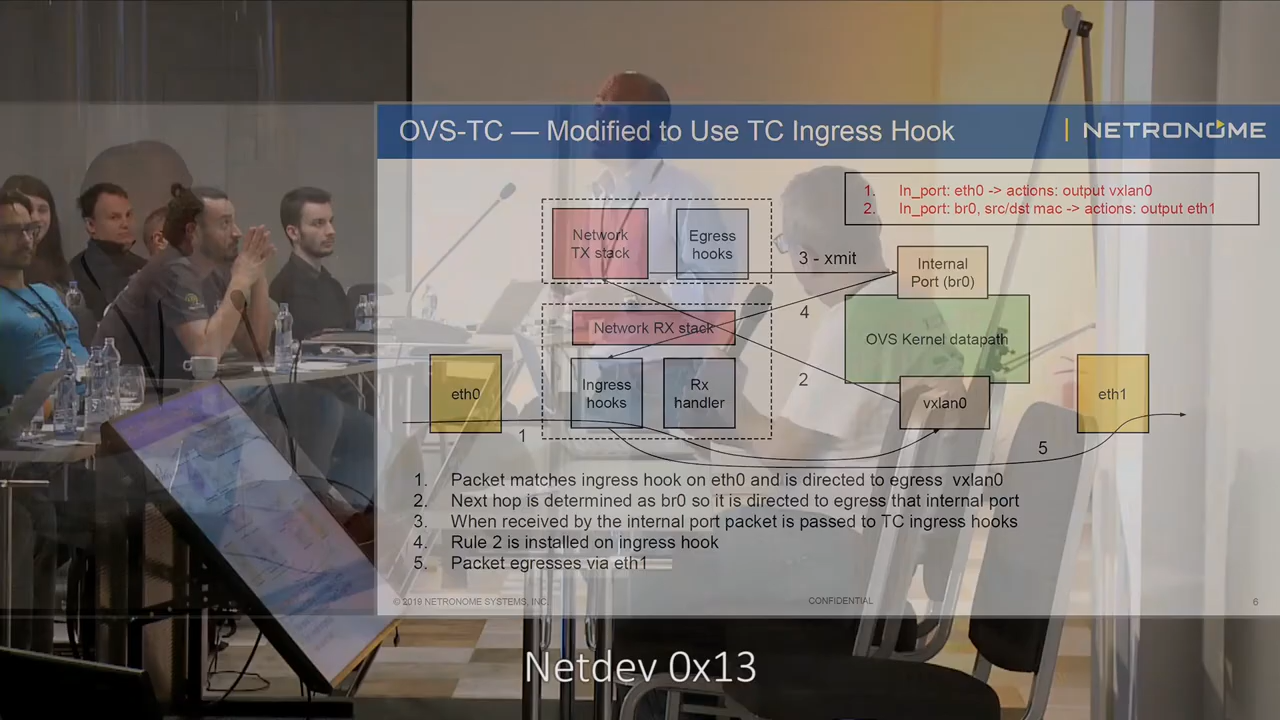 OVS-TC — Modified to Use TC Ingress Hook
NETRONOME
1. In_port: eth0 -> actions: output vxlan0
2. In_port: br0, src/dst mac -> actions: output eth1
Network
TX stack
Egress
hooks
3 - xmit
Internal
Port (br0)
4
Network RX stack
OVS Kernel datapath
Ingress
hooks
Rx
handler
2
eth0
vxlan0
eth1
1
5
1. Packet matches ingress hook on eth0 and is directed to egress vxlan0
2. Next hop is determined as br0 so it is directed to egress that internal port
3. When received by the internal port packet is passed to TC ingress hooks
4. Rule 2 is installed on ingress hook
5. Packet egresses via eth1
© 2019 NETRONOME SYSTEMS, INC.
CONFIDENTIAL
6
Netdev 0x13